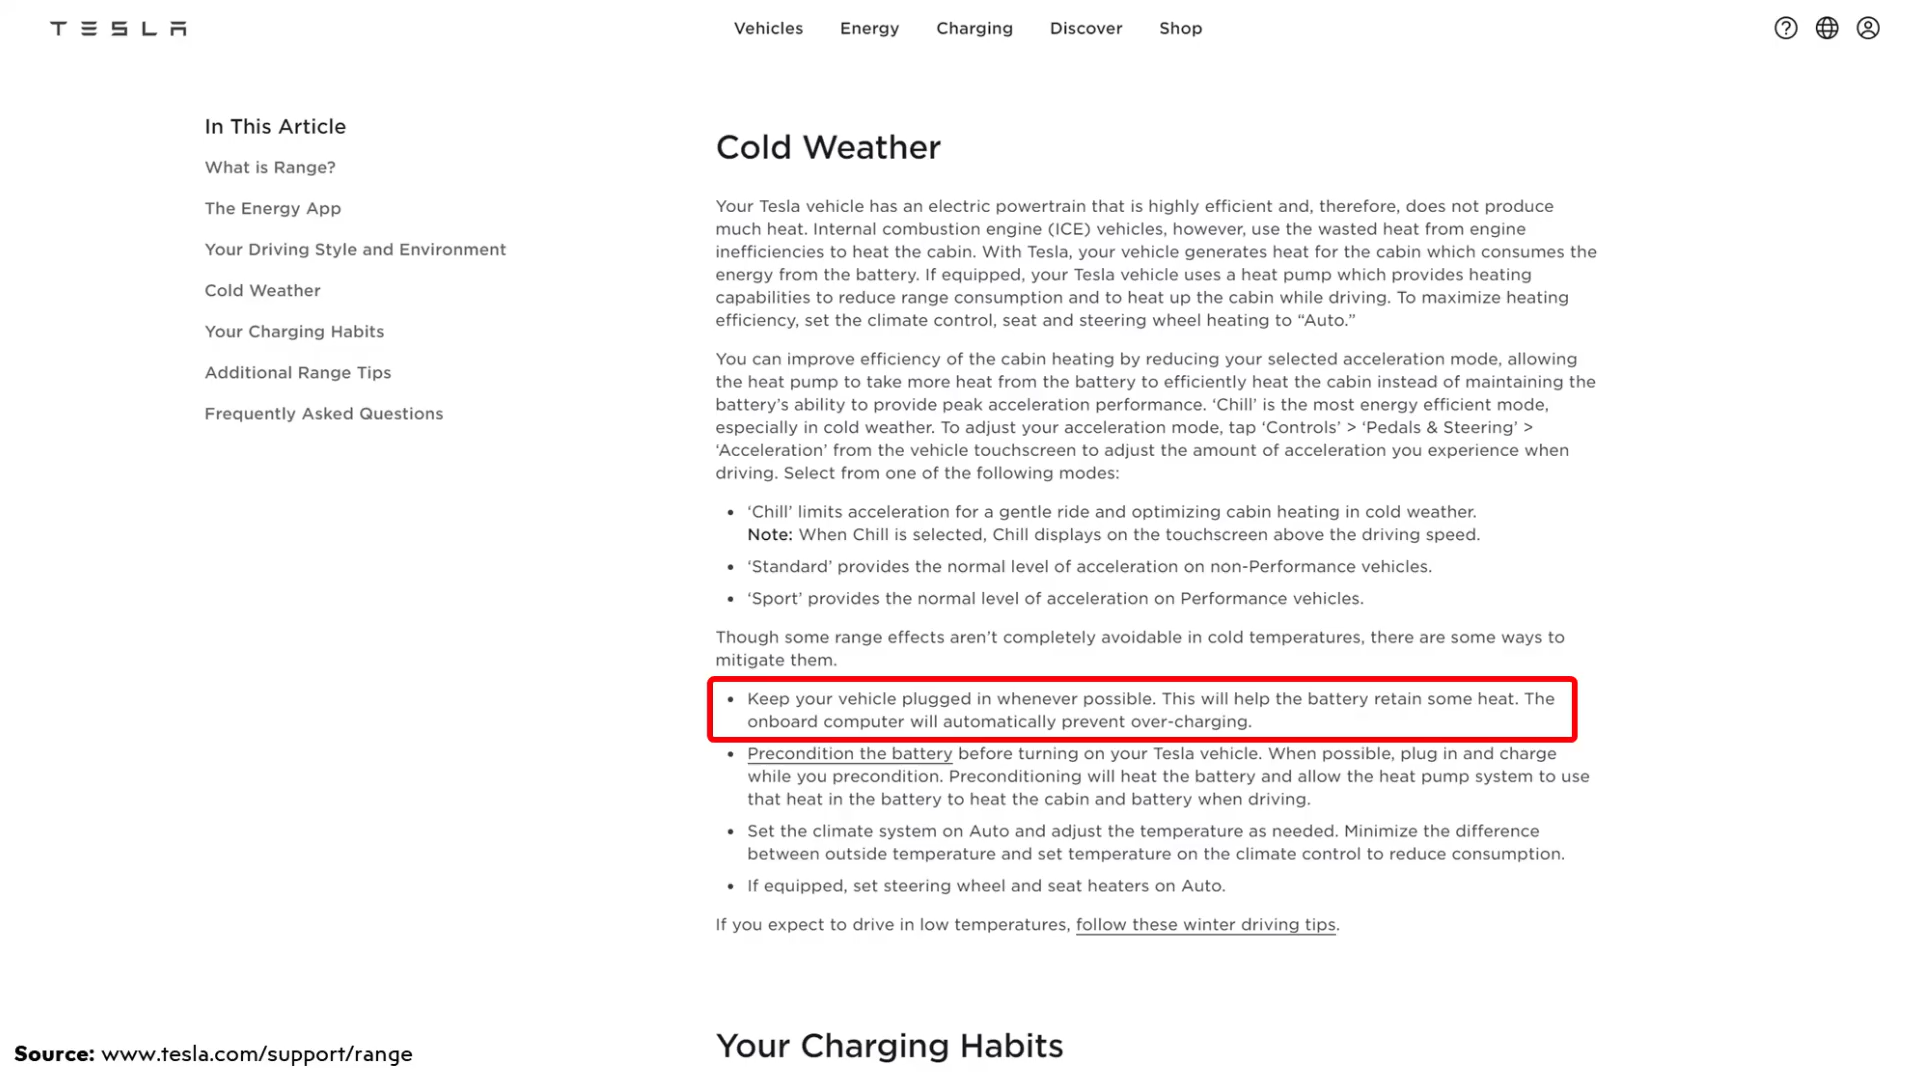 TESLA
Vehicles Energy Charging Discover Shop
In This Article
What is Range?
The Energy App
Your Driving Style and Environment
Cold Weather
Your Charging Habits
Additional Range Tips
Frequently Asked Questions
Cold Weather
Your Tesla vehicle has an electric powertrain that is highly efficient and, therefore, does not produce
much heat. Internal combustion engine (ICE) vehicles, however, use the wasted heat from engine
inefficiencies to heat the cabin. With Tesla, your vehicle generates heat for the cabin which consumes the
energy from the battery. If equipped, your Tesla vehicle uses a heat pump which provides heating
capabilities to reduce range consumption and to heat up the cabin while driving. To maximize heating
efficiency, set the climate control, seat and steering wheel heating to “Auto.”
You can improve efficiency of the cabin heating by reducing your selected acceleration mode, allowing
the heat pump to take more heat from the battery to efficiently heat the cabin instead of maintaining the
battery’s ability to provide peak acceleration performance. ‘Chill’ is the most energy efficient mode,
especially in cold weather. To adjust your acceleration mode, tap ‘Controls’ > ‘Pedals & Steering’ >
‘Acceleration’ from the vehicle touchscreen to adjust the amount of acceleration you experience when
driving. Select from one of the following modes:
• ‘Chill’ limits acceleration for a gentle ride and optimizing cabin heating in cold weather.
Note: When Chill is selected, Chill displays on the touchscreen above the driving speed.
• ‘Standard’ provides the normal level of acceleration on non-Performance vehicles.
• ‘Sport’ provides the normal level of acceleration on Performance vehicles.
Though some range effects aren’t completely avoidable in cold temperatures, there are some ways to
mitigate them.
• Keep your vehicle plugged in whenever possible. This will help the battery retain some heat. The
onboard computer will automatically prevent over-charging.
• Precondition the battery before turning on your Tesla vehicle. When possible, plug in and charge
while you precondition. Preconditioning will heat the battery and allow the heat pump system to use
that heat in the battery to heat the cabin and battery when driving.
• Set the climate system on Auto and adjust the temperature as needed. Minimize the difference
between outside temperature and set temperature on the climate control to reduce consumption.
• If equipped, set steering wheel and seat heaters on Auto.
If you expect to drive in low temperatures, follow these winter driving tips.
Your Charging Habits
Source: www.tesla.com/support/range